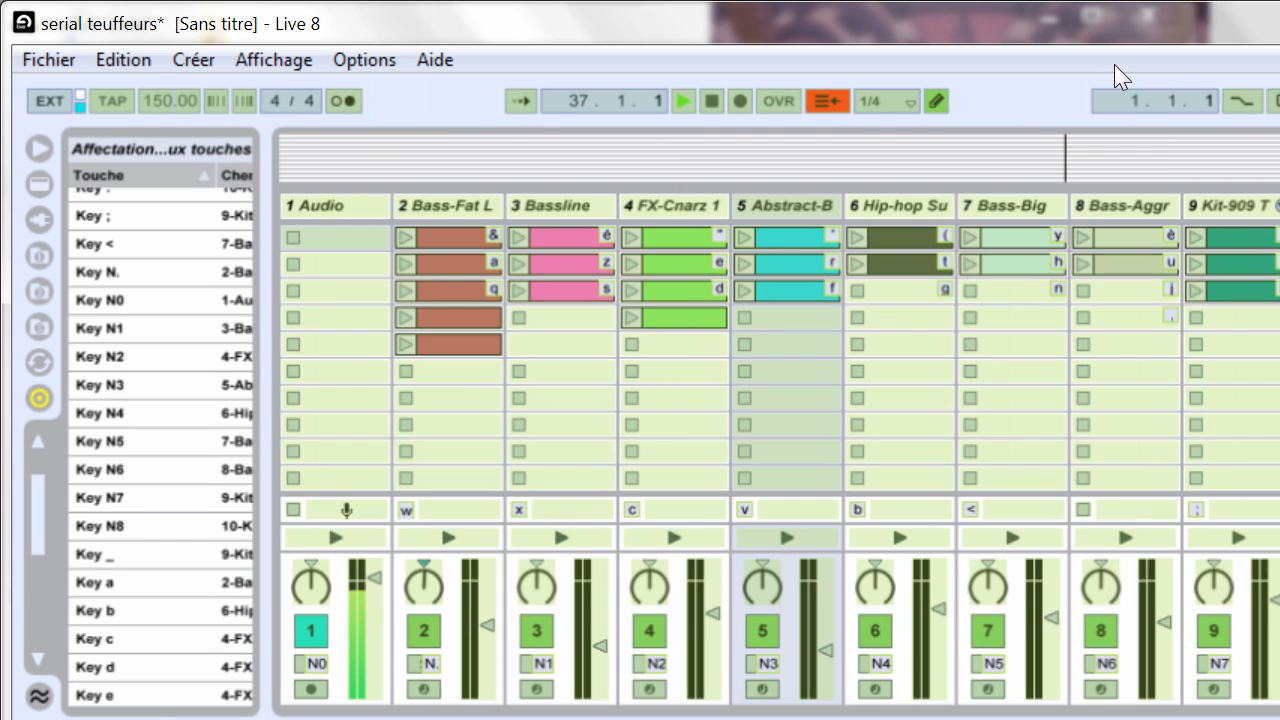 serial teuffeurs* [Sans titre] - Live 8
Fichier Edition Créer Affichage Options Aide
EXT TAP 150.00 4 / 4 37. 1. 1 OVR 1/4 1. 1. 1
Affectation...ux touches
Touche Cher
Key : 10-K
Key ; 9-Kit
Key < 7-Ba
Key N. 2-Ba
Key N0 1-Au
Key N1 3-Ba
Key N2 4-FX
Key N3 5-Ab
Key N4 6-Hip
Key N5 7-Ba
Key N6 8-Ba
Key N7 9-Kit
Key N8 10-K
Key _ 9-Kit
Key a 2-Ba
Key b 6-Hip
Key c 4-FX
Key d 4-FX
Key e 4-FX
1 Audio 2 Bass-Fat L 3 Bassline 4 FX-Cnarz 1 5 Abstract-B 6 Hip-hop Su 7 Bass-Big 8 Bass-Aggr 9 Kit-909 T
& é " ' ( y è
a z e r t h u
q s d f g n j
,
w x c v b < ;
1 2 3 4 5 6 7 8 9
N0 N. N1 N2 N3 N4 N5 N6 N7